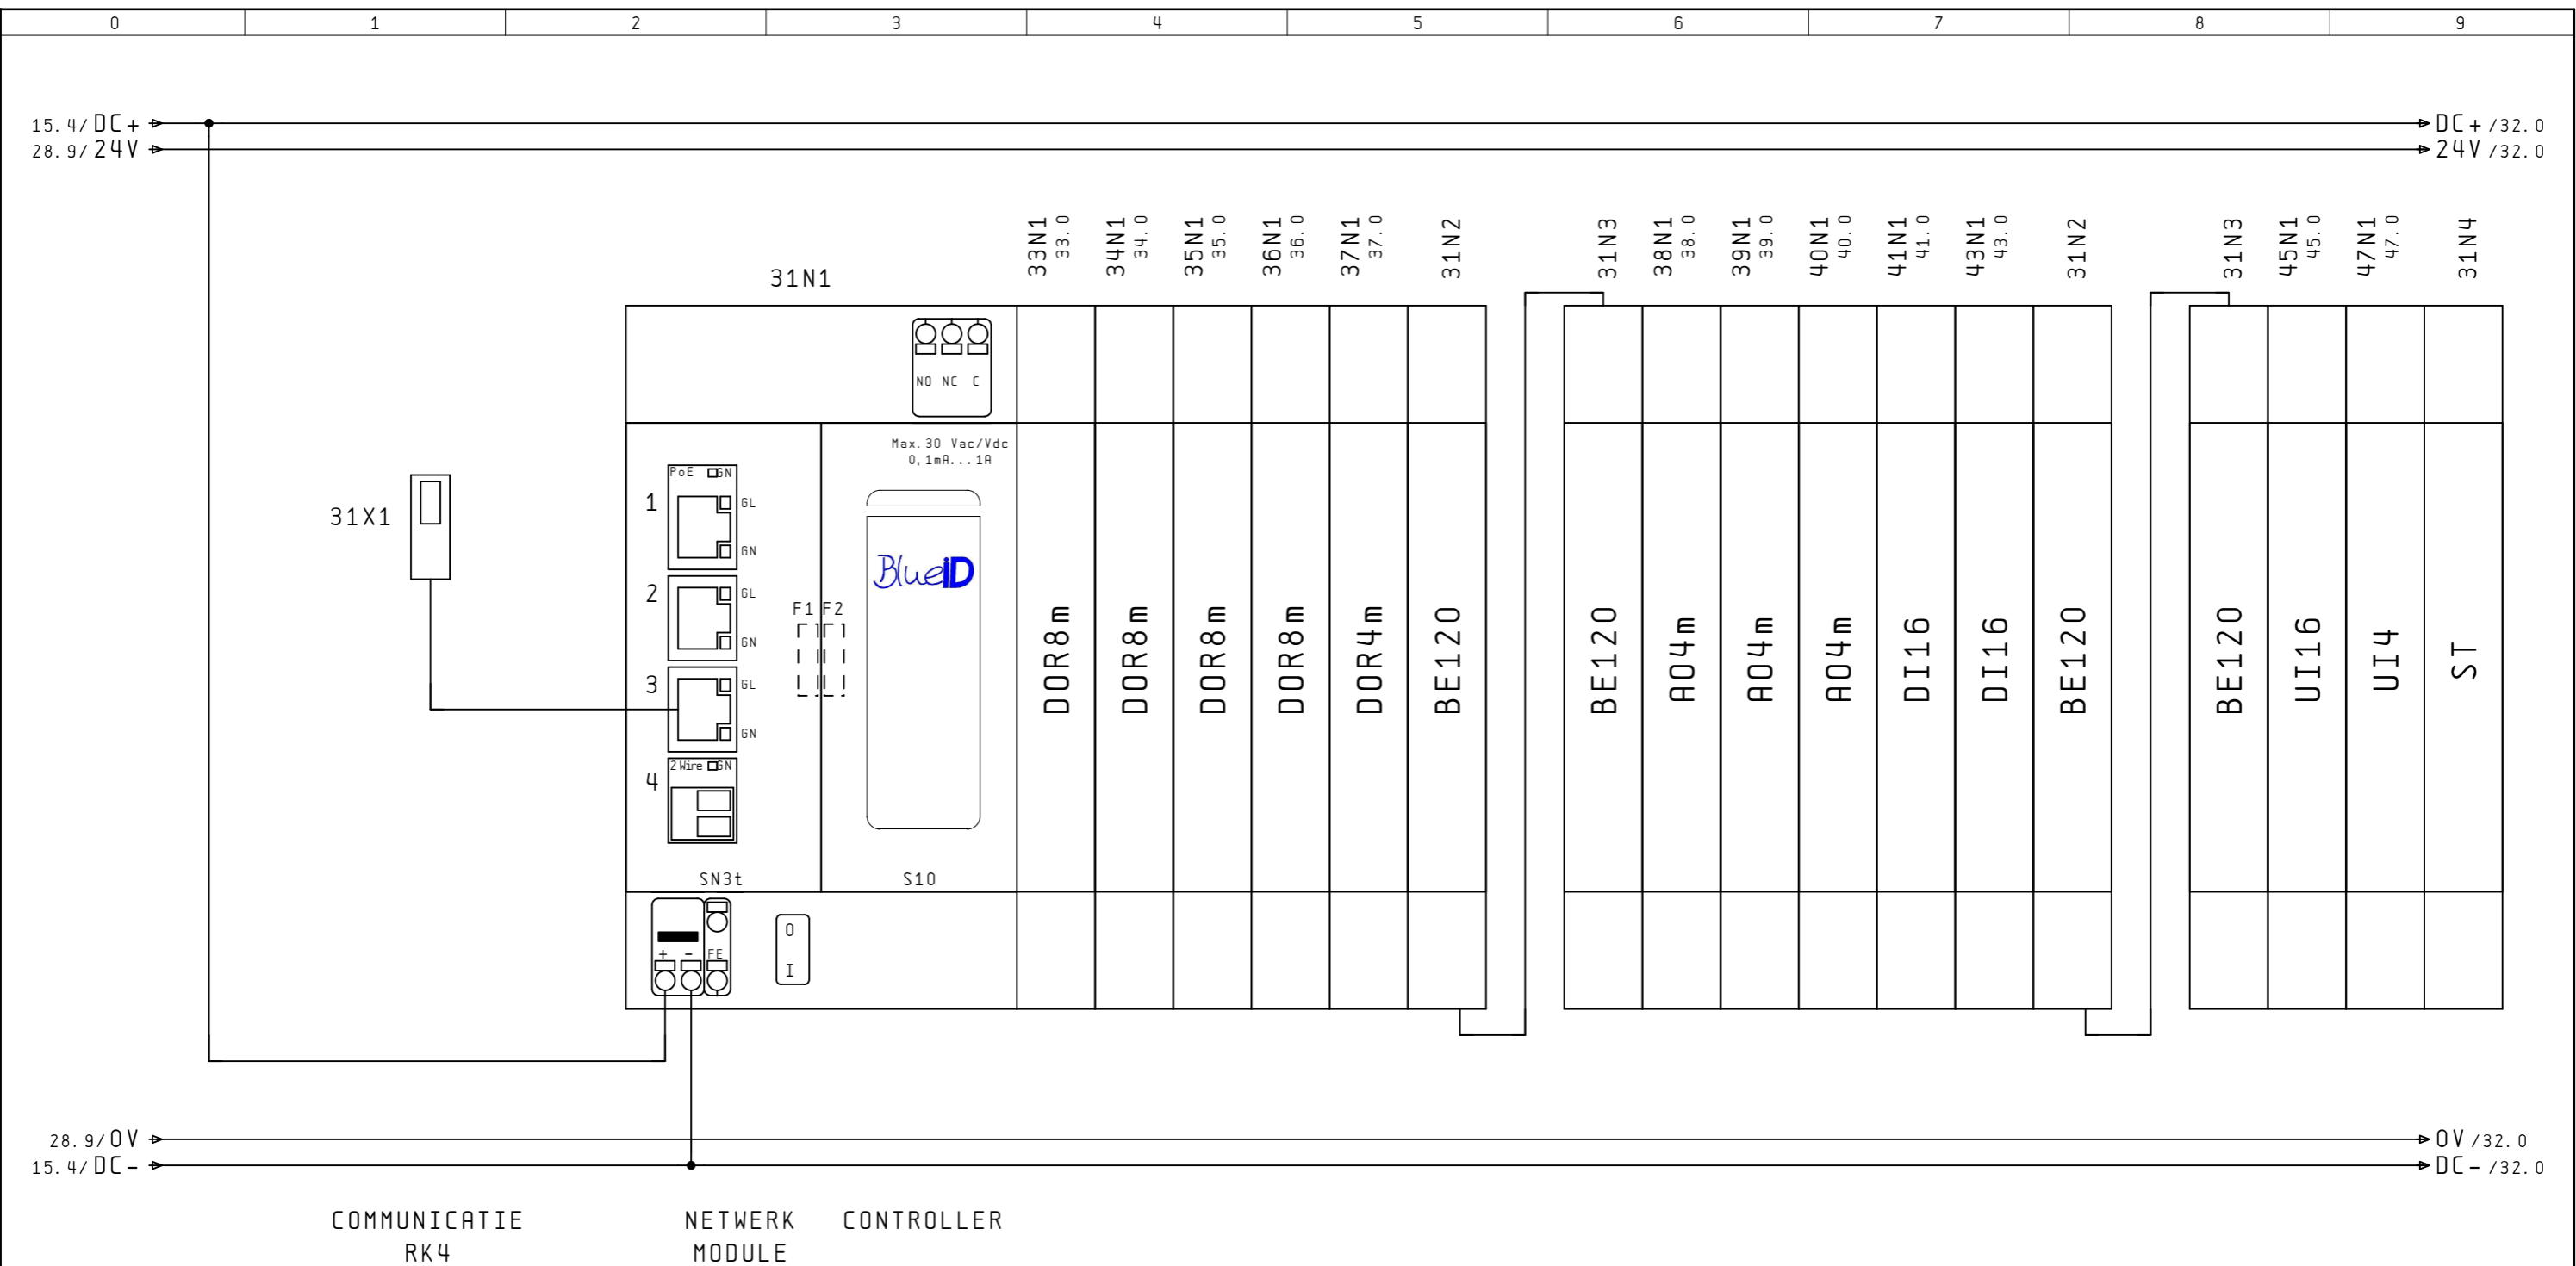 0 1 2 3 4 5 6 7 8 9
15.4/DC+ DC+/32.0
28.9/24V 24V/32.0
31N1
33N1 33.0
34N1 34.0
35N1 35.0
36N1 36.0
37N1 37.0
31N2
31N3
38N1 38.0
39N1 39.0
40N1 40.0
41N1 41.0
43N1 43.0
31N2
31N3
45N1 45.0
47N1 47.0
31N4
NO NC C
Max.30 Vac/Vdc
0,1mA...1A
PoE GN
1 GL
GN
2 GL
GN
3 GL
GN
4 2 Wire GN
31X1
F1 F2
BlueiD
DOR8m
DOR8m
DOR8m
DOR8m
DOR4m
BE120
BE120
AO4m
AO4m
AO4m
DI16
DI16
BE120
BE120
UI16
UI4
ST
SN3t S10
+ - FE
O
I
28.9/0V 0V/32.0
15.4/DC- DC-/32.0
COMMUNICATIE
RK4
NETWERK
MODULE
CONTROLLER